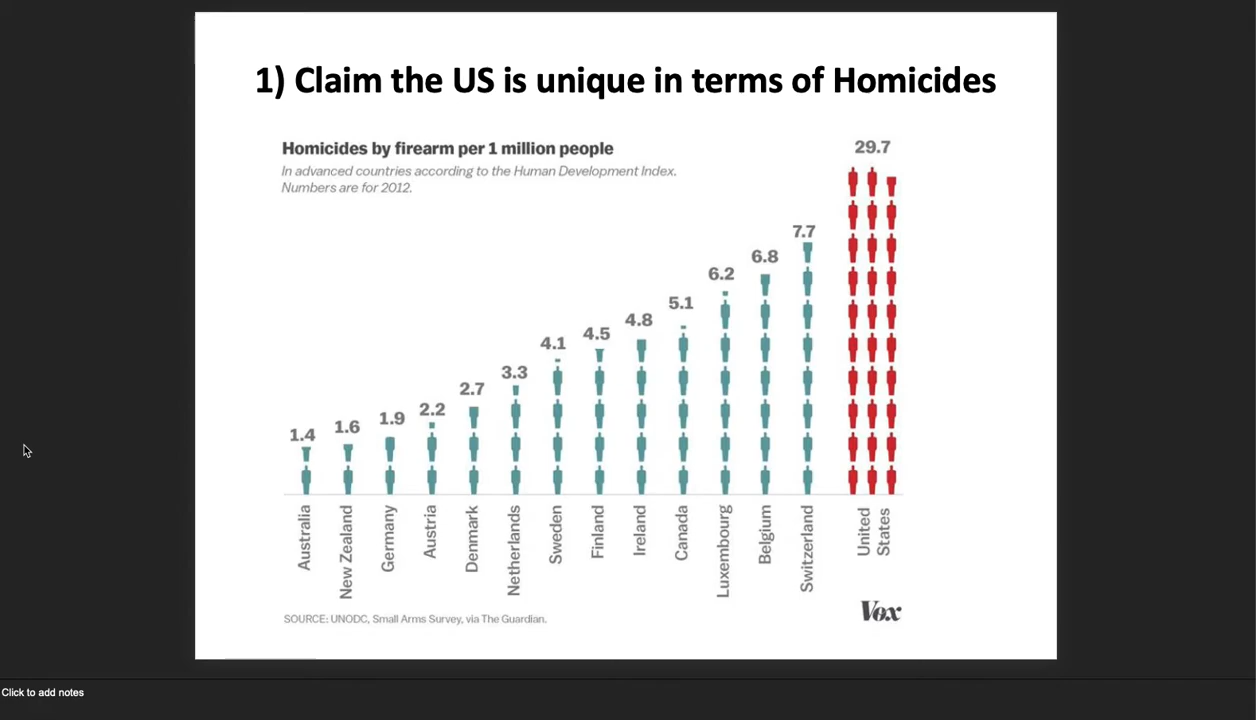 1) Claim the US is unique in terms of Homicides
Homicides by firearm per 1 million people
In advanced countries according to the Human Development Index.
Numbers are for 2012.
29.7
7.7
6.8
6.2
5.1
4.8
4.5
4.1
3.3
2.7
2.2
1.9
1.6
1.4
Australia
New Zealand
Germany
Austria
Denmark
Netherlands
Sweden
Finland
Ireland
Canada
Luxembourg
Belgium
Switzerland
United
States
SOURCE: UNODC, Small Arms Survey, via The Guardian.
Vox
Click to add notes